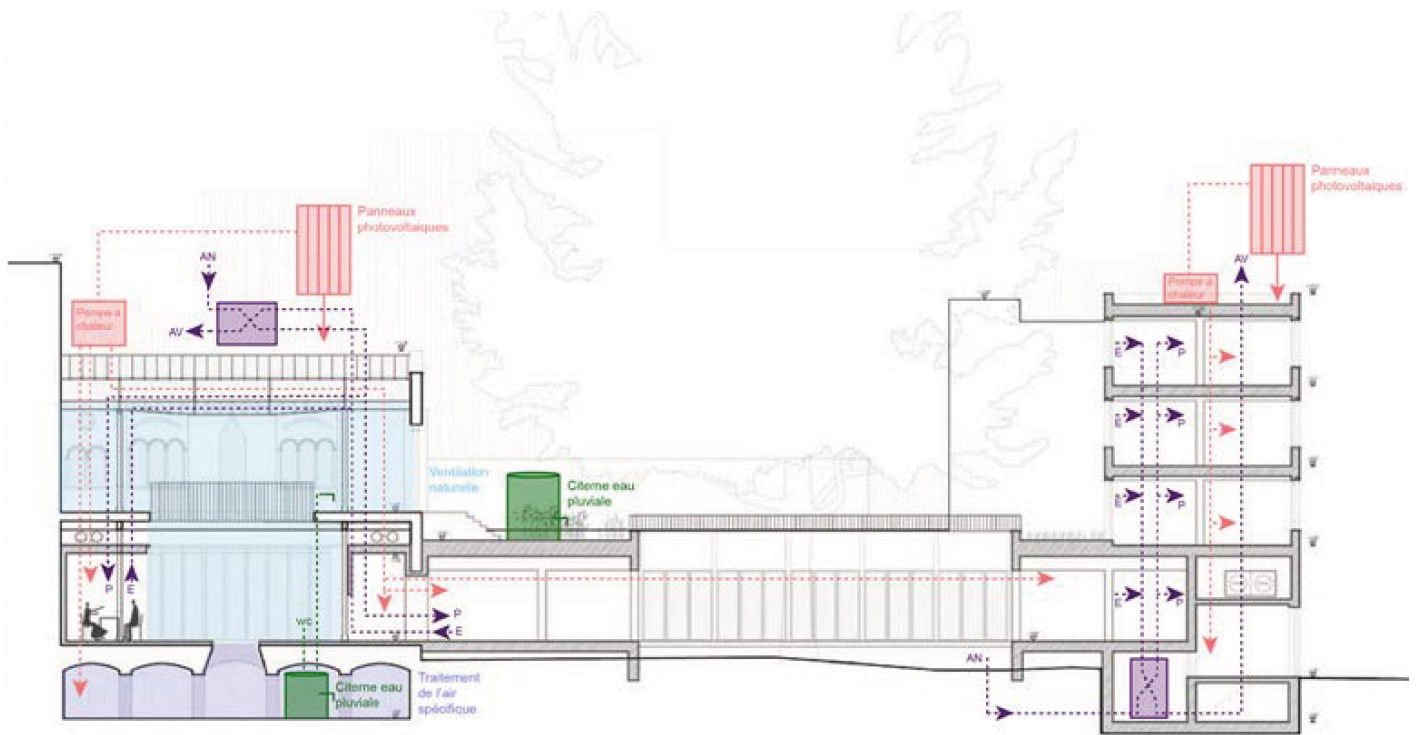 Panneaux
photovoltaïques
Panneaux
photovoltaïques
AN
AV
AV
Pompe à
chaleur
Pompe à
chaleur
E
P
E
P
E
P
Ventilation
naturelle
Citerne eau
pluviale
P
E
E
P
P
E
wc
AN
Citerne eau
pluviale
Traitement
de l'air
spécifique